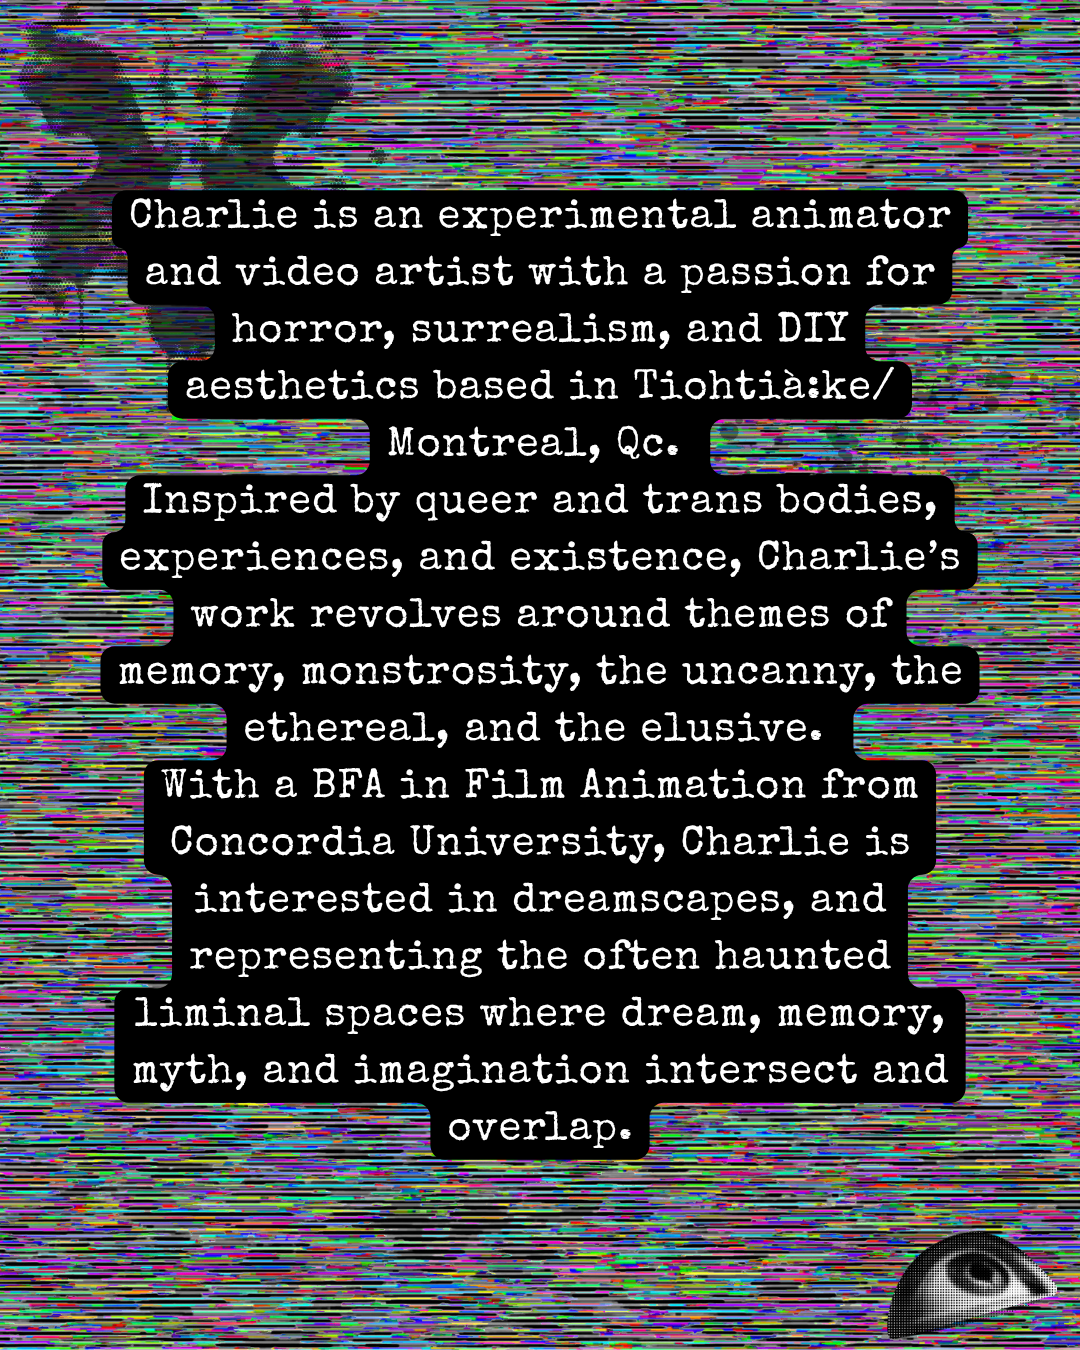 Charlie is an experimental animator
and video artist with a passion for
horror, surrealism, and DIY
aesthetics based in Tiohtià:ke/
Montreal, Qc.
Inspired by queer and trans bodies,
experiences, and existence, Charlie’s
work revolves around themes of
memory, monstrosity, the uncanny, the
ethereal, and the elusive.
With a BFA in Film Animation from
Concordia University, Charlie is
interested in dreamscapes, and
representing the often haunted
liminal spaces where dream, memory,
myth, and imagination intersect and
overlap.